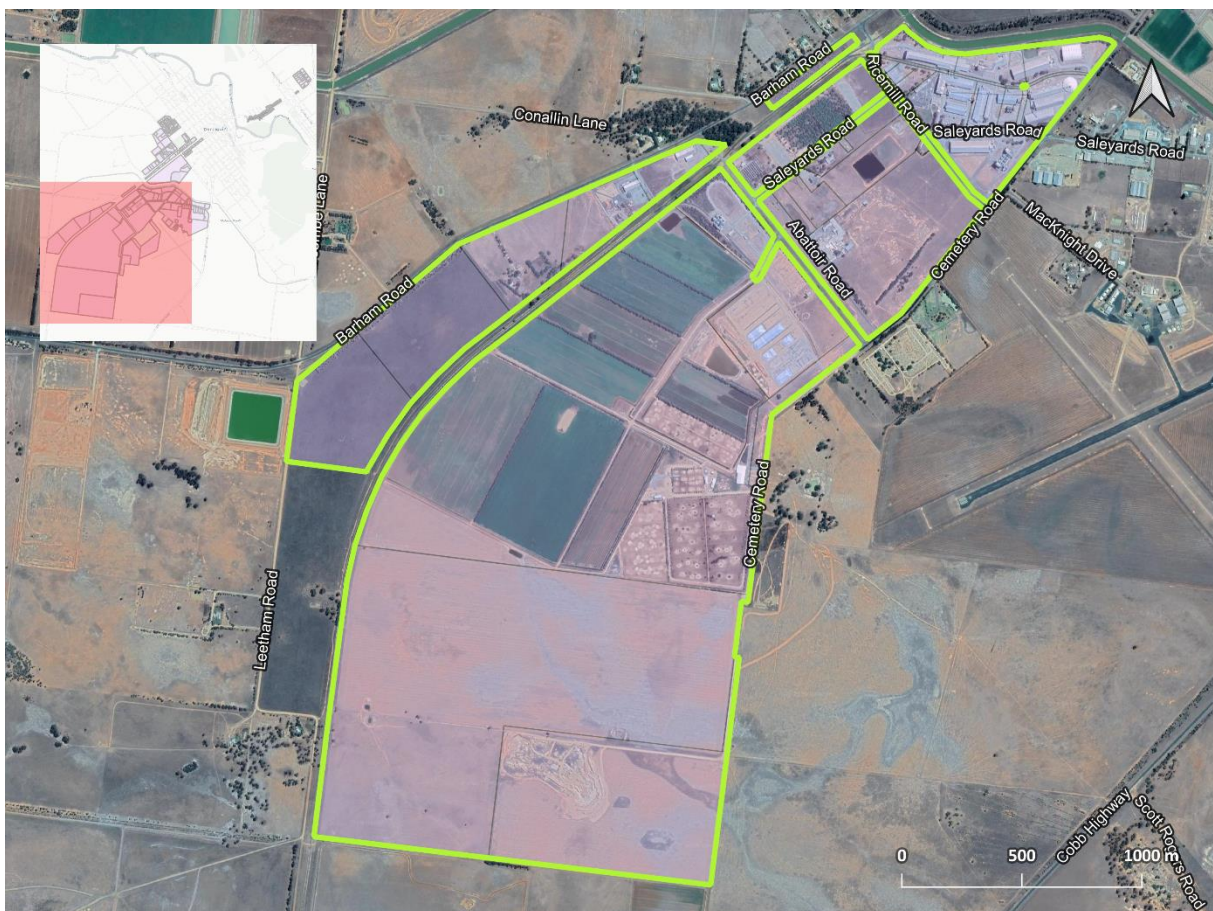 Barham Road
Ricemill Road
Conallin Lane
Saleyards Road
Saleyards Road
Saleyards Road
MacKnight Drive
Abattoir Road
Cemetery Road
Barham Road
Cemetery Road
Leetham Road
Cobb Highway
Scott Rogers Road
0
500
1000 m